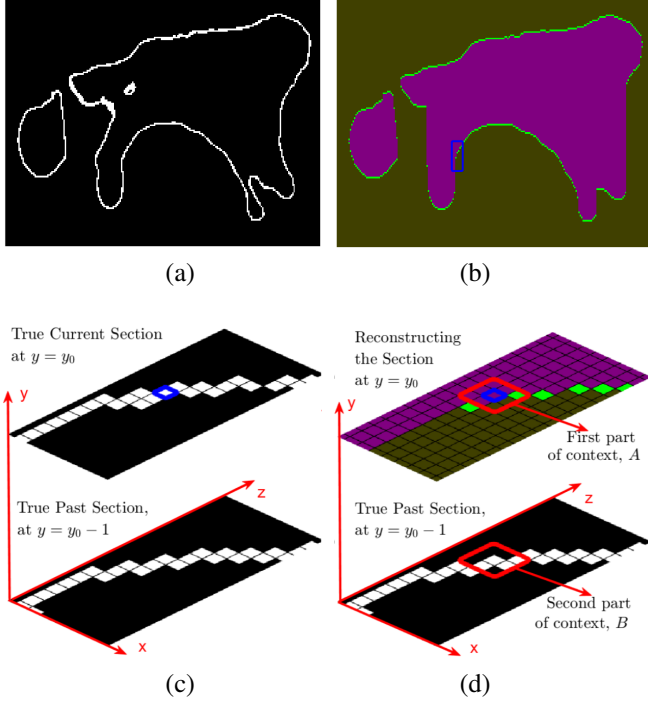 (a)
(b)
True Current Section
at y = y₀
y
z
True Past Section,
at y = y₀ − 1
x
(c)
Reconstructing
the Section
at y = y₀
y
First part
of context, A
z
True Past Section,
at y = y₀ − 1
Second part
of context, B
x
(d)